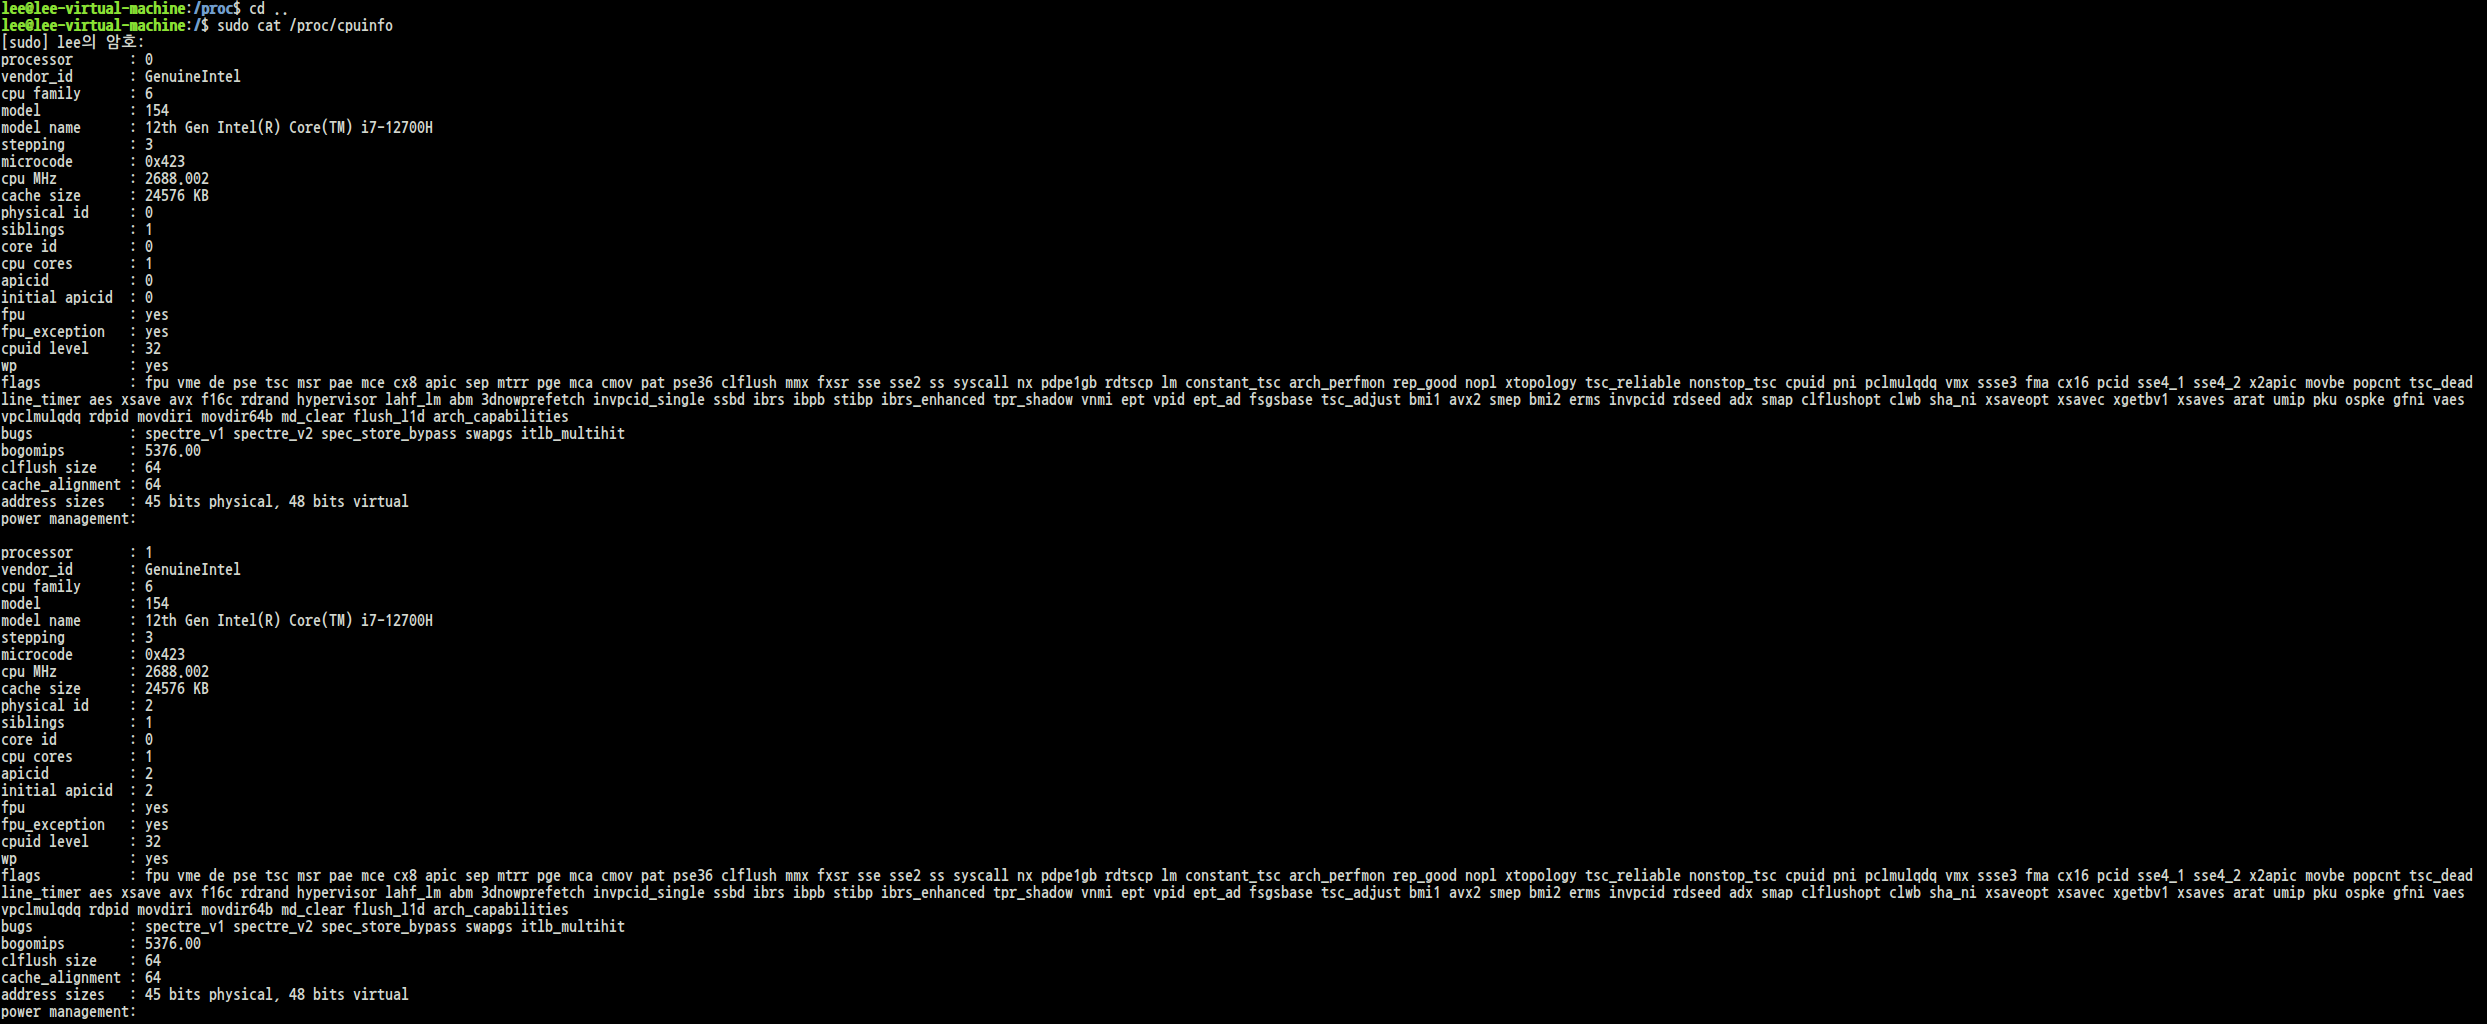 lee@lee-virtual-machine:/proc$ cd ..
lee@lee-virtual-machine:/$ sudo cat /proc/cpuinfo
[sudo] lee의 암호:
processor       : 0
vendor_id       : GenuineIntel
cpu family      : 6
model           : 154
model name      : 12th Gen Intel(R) Core(TM) i7-12700H
stepping        : 3
microcode       : 0x423
cpu MHz         : 2688.002
cache size      : 24576 KB
physical id     : 0
siblings        : 1
core id         : 0
cpu cores       : 1
apicid          : 0
initial apicid  : 0
fpu             : yes
fpu_exception   : yes
cpuid level     : 32
wp              : yes
flags           : fpu vme de pse tsc msr pae mce cx8 apic sep mtrr pge mca cmov pat pse36 clflush mmx fxsr sse sse2 ss syscall nx pdpe1gb rdtscp lm constant_tsc arch_perfmon rep_good nopl xtopology tsc_reliable nonstop_tsc cpuid pni pclmulqdq vmx ssse3 fma cx16 pcid sse4_1 sse4_2 x2apic movbe popcnt tsc_dead
line_timer aes xsave avx f16c rdrand hypervisor lahf_lm abm 3dnowprefetch invpcid_single ssbd ibrs ibpb stibp ibrs_enhanced tpr_shadow vnmi ept vpid ept_ad fsgsbase tsc_adjust bmi1 avx2 smep bmi2 erms invpcid rdseed adx smap clflushopt clwb sha_ni xsaveopt xsavec xgetbv1 xsaves arat umip pku ospke gfni vaes
vpclmulqdq rdpid movdiri movdir64b md_clear flush_l1d arch_capabilities
bugs            : spectre_v1 spectre_v2 spec_store_bypass swapgs itlb_multihit
bogomips        : 5376.00
clflush size    : 64
cache_alignment : 64
address sizes   : 45 bits physical, 48 bits virtual
power management:

processor       : 1
vendor_id       : GenuineIntel
cpu family      : 6
model           : 154
model name      : 12th Gen Intel(R) Core(TM) i7-12700H
stepping        : 3
microcode       : 0x423
cpu MHz         : 2688.002
cache size      : 24576 KB
physical id     : 2
siblings        : 1
core id         : 0
cpu cores       : 1
apicid          : 2
initial apicid  : 2
fpu             : yes
fpu_exception   : yes
cpuid level     : 32
wp              : yes
flags           : fpu vme de pse tsc msr pae mce cx8 apic sep mtrr pge mca cmov pat pse36 clflush mmx fxsr sse sse2 ss syscall nx pdpe1gb rdtscp lm constant_tsc arch_perfmon rep_good nopl xtopology tsc_reliable nonstop_tsc cpuid pni pclmulqdq vmx ssse3 fma cx16 pcid sse4_1 sse4_2 x2apic movbe popcnt tsc_dead
line_timer aes xsave avx f16c rdrand hypervisor lahf_lm abm 3dnowprefetch invpcid_single ssbd ibrs ibpb stibp ibrs_enhanced tpr_shadow vnmi ept vpid ept_ad fsgsbase tsc_adjust bmi1 avx2 smep bmi2 erms invpcid rdseed adx smap clflushopt clwb sha_ni xsaveopt xsavec xgetbv1 xsaves arat umip pku ospke gfni vaes
vpclmulqdq rdpid movdiri movdir64b md_clear flush_l1d arch_capabilities
bugs            : spectre_v1 spectre_v2 spec_store_bypass swapgs itlb_multihit
bogomips        : 5376.00
clflush size    : 64
cache_alignment : 64
address sizes   : 45 bits physical, 48 bits virtual
power management: